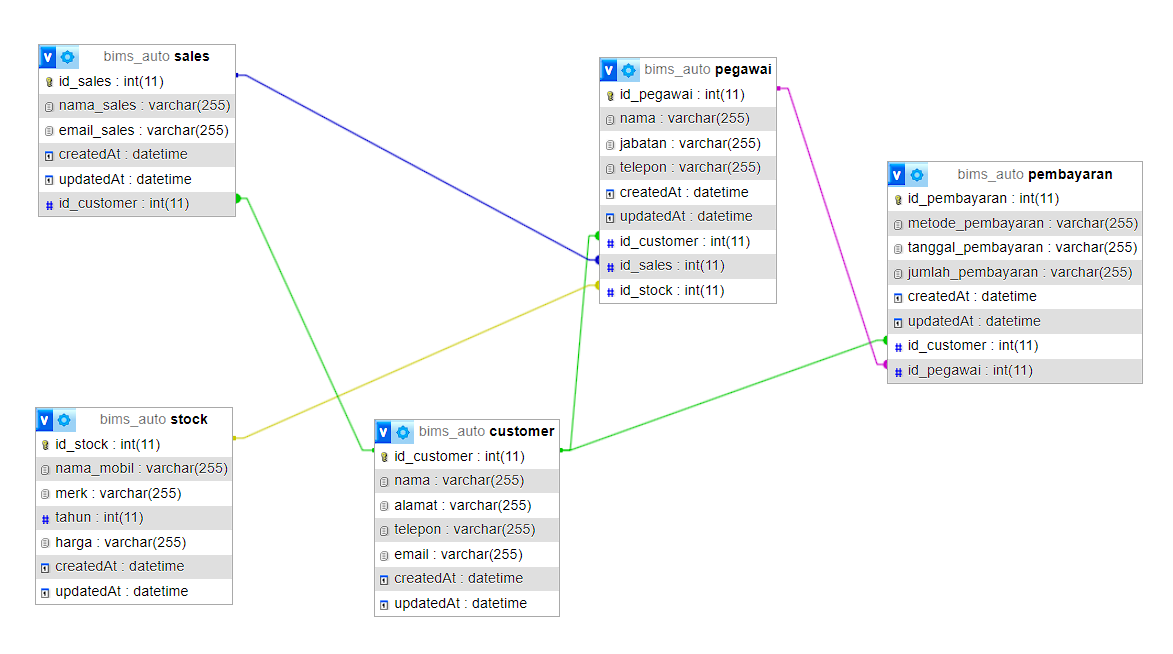 v bims_auto sales
id_sales : int(11)
nama_sales : varchar(255)
email_sales : varchar(255)
createdAt : datetime
updatedAt : datetime
# id_customer : int(11)
v bims_auto pegawai
id_pegawai : int(11)
nama : varchar(255)
jabatan : varchar(255)
telepon : varchar(255)
createdAt : datetime
updatedAt : datetime
# id_customer : int(11)
# id_sales : int(11)
# id_stock : int(11)
v bims_auto pembayaran
id_pembayaran : int(11)
metode_pembayaran : varchar(255)
tanggal_pembayaran : varchar(255)
jumlah_pembayaran : varchar(255)
createdAt : datetime
updatedAt : datetime
# id_customer : int(11)
# id_pegawai : int(11)
v bims_auto stock
id_stock : int(11)
nama_mobil : varchar(255)
merk : varchar(255)
# tahun : int(11)
harga : varchar(255)
createdAt : datetime
updatedAt : datetime
v bims_auto customer
id_customer : int(11)
nama : varchar(255)
alamat : varchar(255)
telepon : varchar(255)
email : varchar(255)
createdAt : datetime
updatedAt : datetime